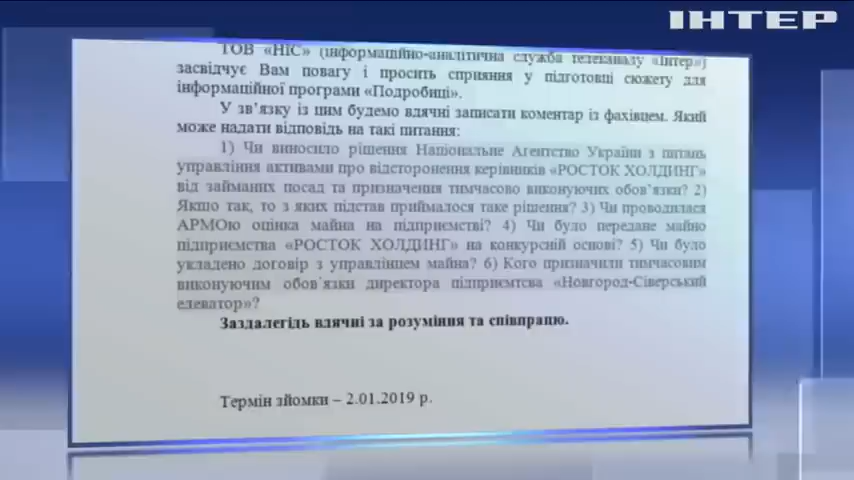 ІНТЕР
ТОВ «НІС» (інформаційно-аналітична служба телеканалу «Інтер»)
засвідчує Вам повагу і просить сприяння у підготовці сюжету для
інформаційної програми «Подробиці».
У зв’язку із цим будемо вдячні записати коментар із фахівцем. Який
може надати відповідь на такі питання:
1) Чи виносило рішення Національне Агентство України з питань
управління активами про відсторонення керівників «РОСТОК ХОЛДИНГ»
від займаних посад та призначення тимчасово виконуючих обов’язки? 2)
Якщо так, то з яких підстав приймалося таке рішення? 3) Чи проводилася
АРМОю оцінка майна на підприємстві? 4) Чи було передане майно
підприємства «РОСТОК ХОЛДИНГ» на конкурсній основі? 5) Чи було
укладено договір з управлінцем майна? 6) Кого призначили тимчасовим
виконуючим обов’язки директора підприємтсва «Новгород-Сіверський
елеватор»?
Заздалегідь вдячні за розуміння та співпрацю.
Термін зйомки – 2.01.2019 р.